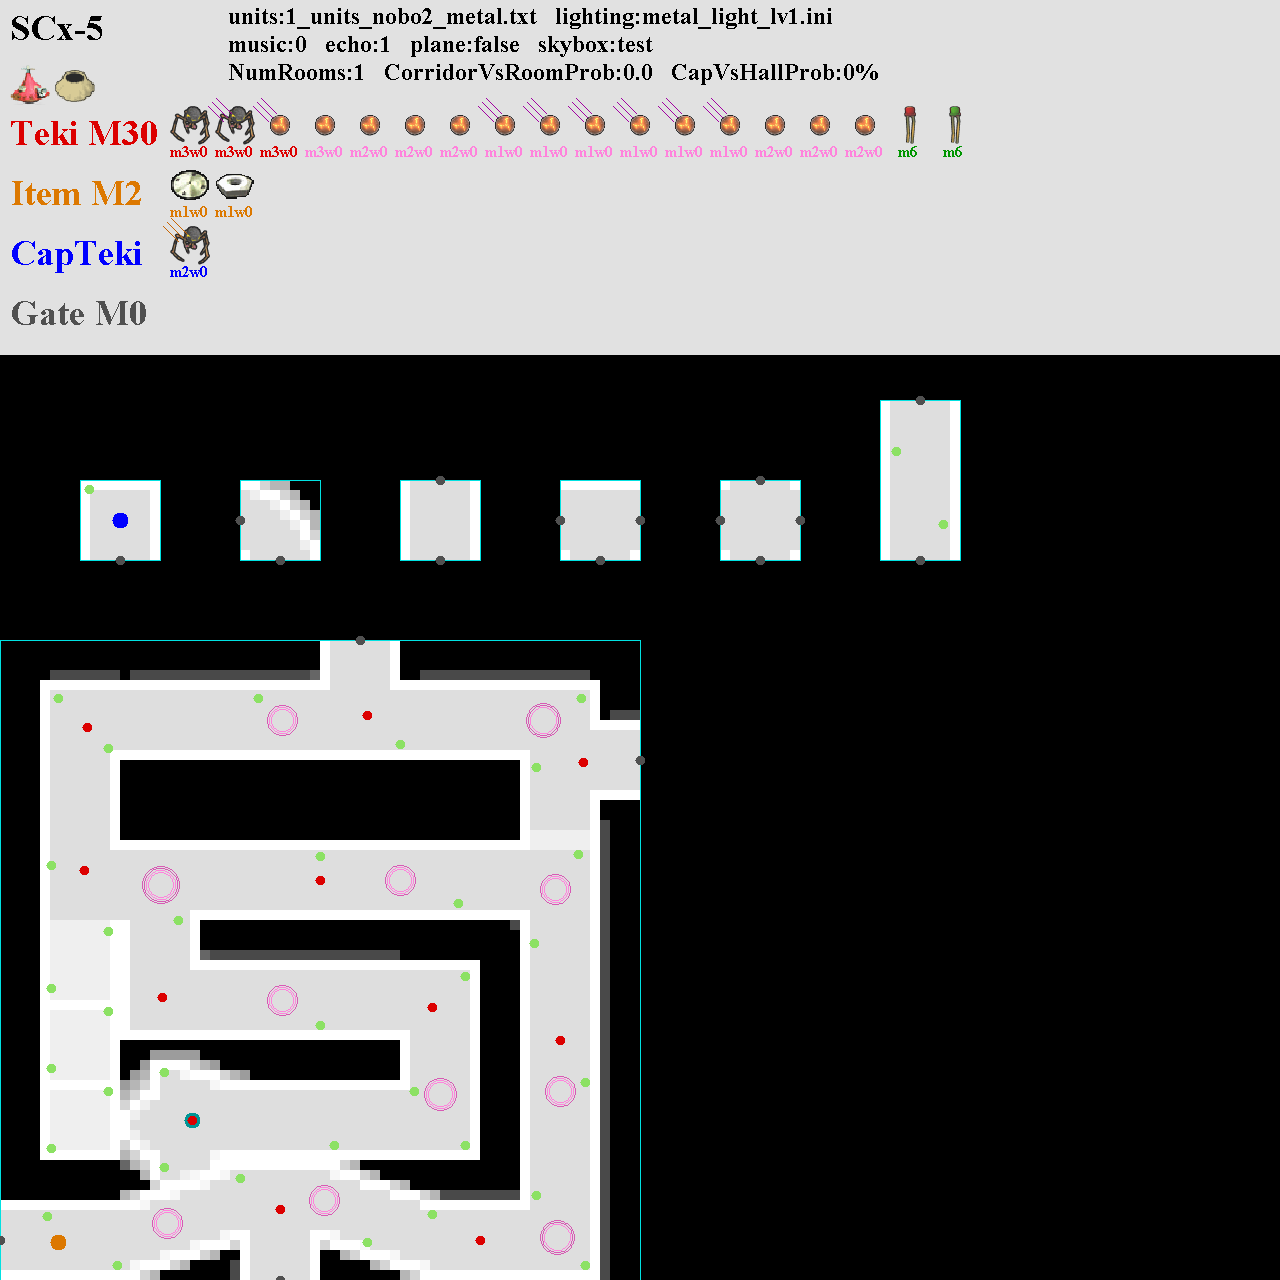 SCx-5
units:1_units_nobo2_metal.txt lighting:metal_light_lv1.ini
music:0 echo:1 plane:false skybox:test
NumRooms:1 CorridorVsRoomProb:0.0 CapVsHallProb:0%
Teki M30
m3w0 m3w0 m3w0 m3w0 m2w0 m2w0 m2w0 m1w0 m1w0 m1w0 m1w0 m1w0 m1w0 m2w0 m2w0 m2w0 m6 m6
Item M2
m1w0 m1w0
CapTeki
m2w0
Gate M0